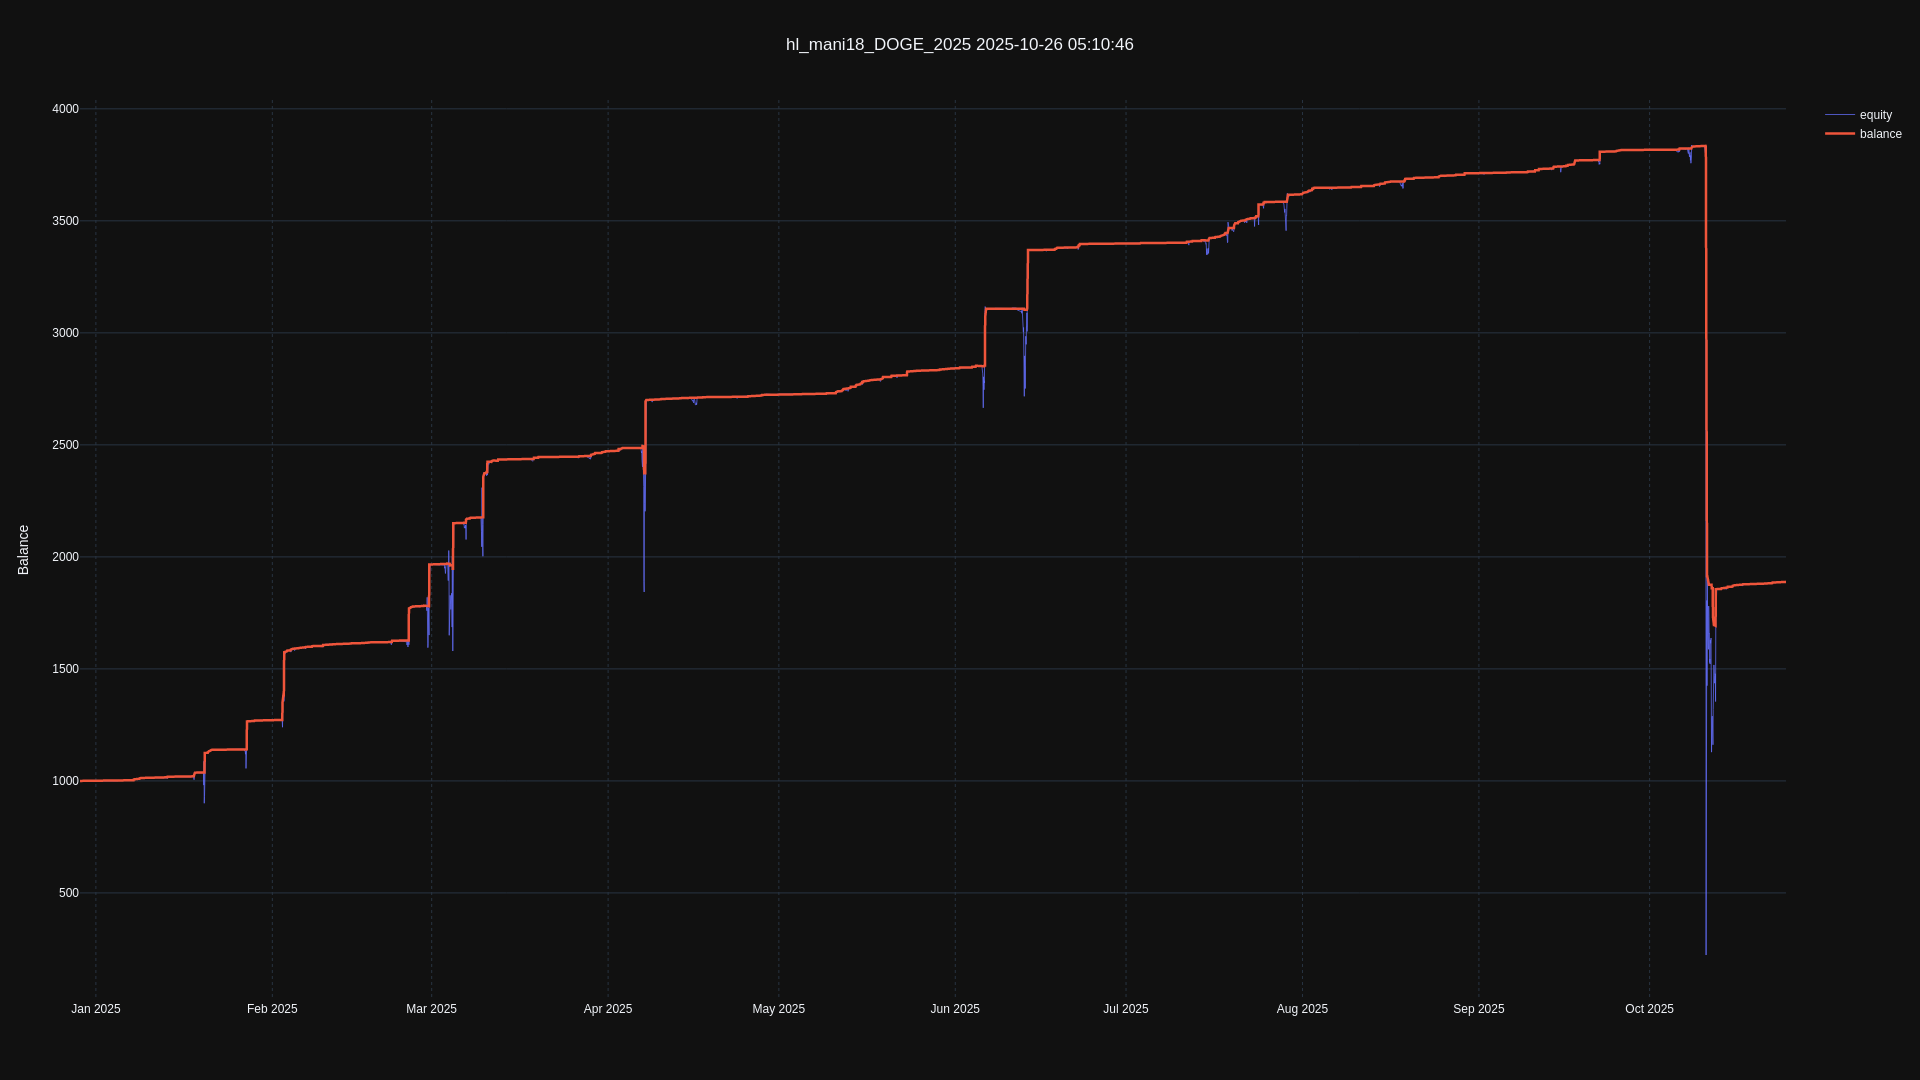 hl_mani18_DOGE_2025 2025-10-26 05:10:46
equity
balance
Balance
4000
3500
3000
2500
2000
1500
1000
500
Jan 2025
Feb 2025
Mar 2025
Apr 2025
May 2025
Jun 2025
Jul 2025
Aug 2025
Sep 2025
Oct 2025